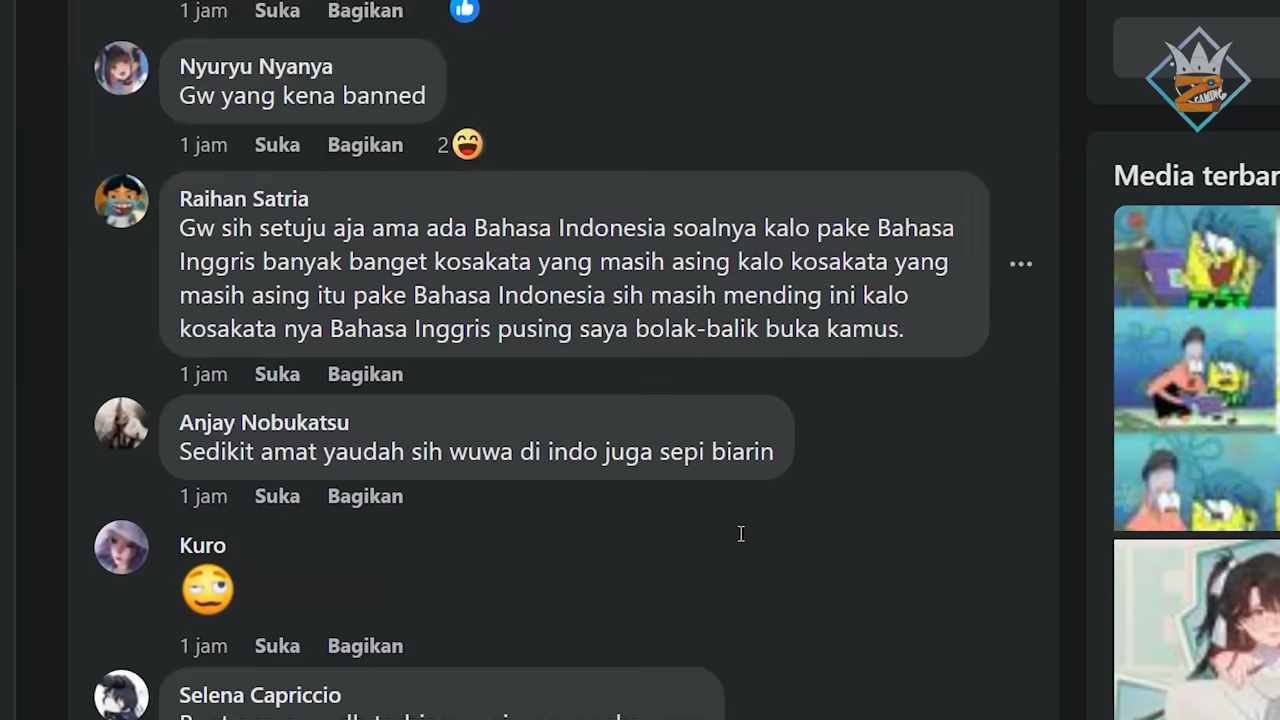 1 jam Suka Bagikan
Nyuryu Nyanya
Gw yang kena banned
1 jam Suka Bagikan 2
Raihan Satria
Gw sih setuju aja ama ada Bahasa Indonesia soalnya kalo pake Bahasa
Inggris banyak banget kosakata yang masih asing kalo kosakata yang
masih asing itu pake Bahasa Indonesia sih masih mending ini kalo
kosakata nya Bahasa Inggris pusing saya bolak-balik buka kamus.
1 jam Suka Bagikan
Anjay Nobukatsu
Sedikit amat yaudah sih wuwa di indo juga sepi biarin
1 jam Suka Bagikan
Kuro
1 jam Suka Bagikan
Selena Capriccio
GAMING
Media terbar